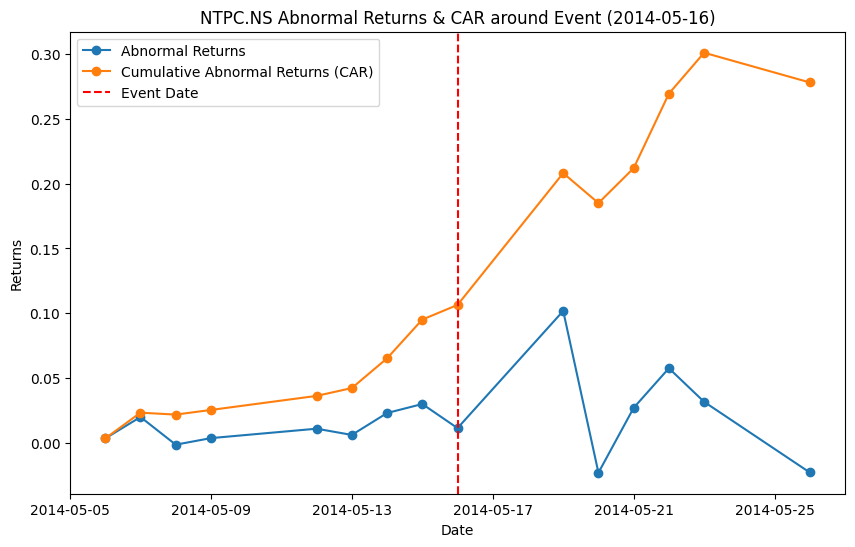 NTPC.NS Abnormal Returns & CAR around Event (2014-05-16)
Abnormal Returns
Cumulative Abnormal Returns (CAR)
Event Date
Returns
0.30
0.25
0.20
0.15
0.10
0.05
0.00
2014-05-05 2014-05-09 2014-05-13 2014-05-17 2014-05-21 2014-05-25
Date